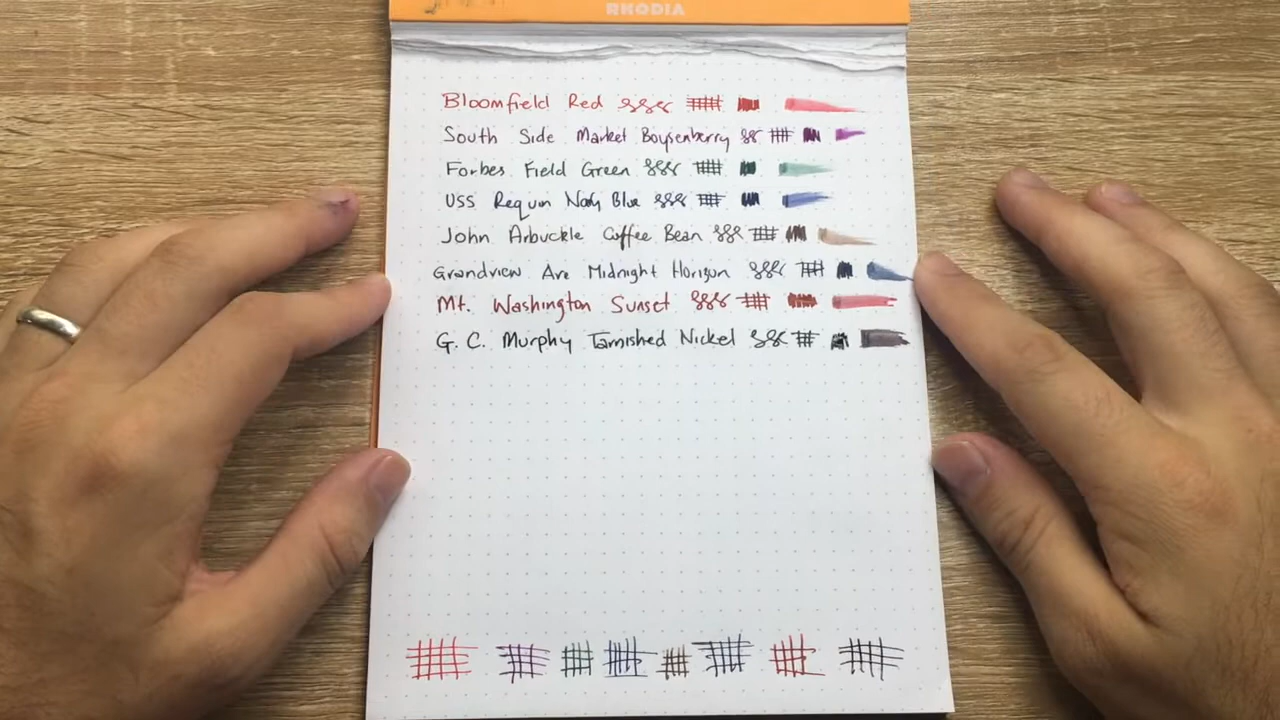 RHODIA
Bloomfield Red
South Side Market Boysenberry
Forbes Field Green
USS Requin Navy Blue
John Arbuckle Coffee Bean
Grandview Ave Midnight Horizon
Mt. Washington Sunset
G. C. Murphy Tarnished Nickel